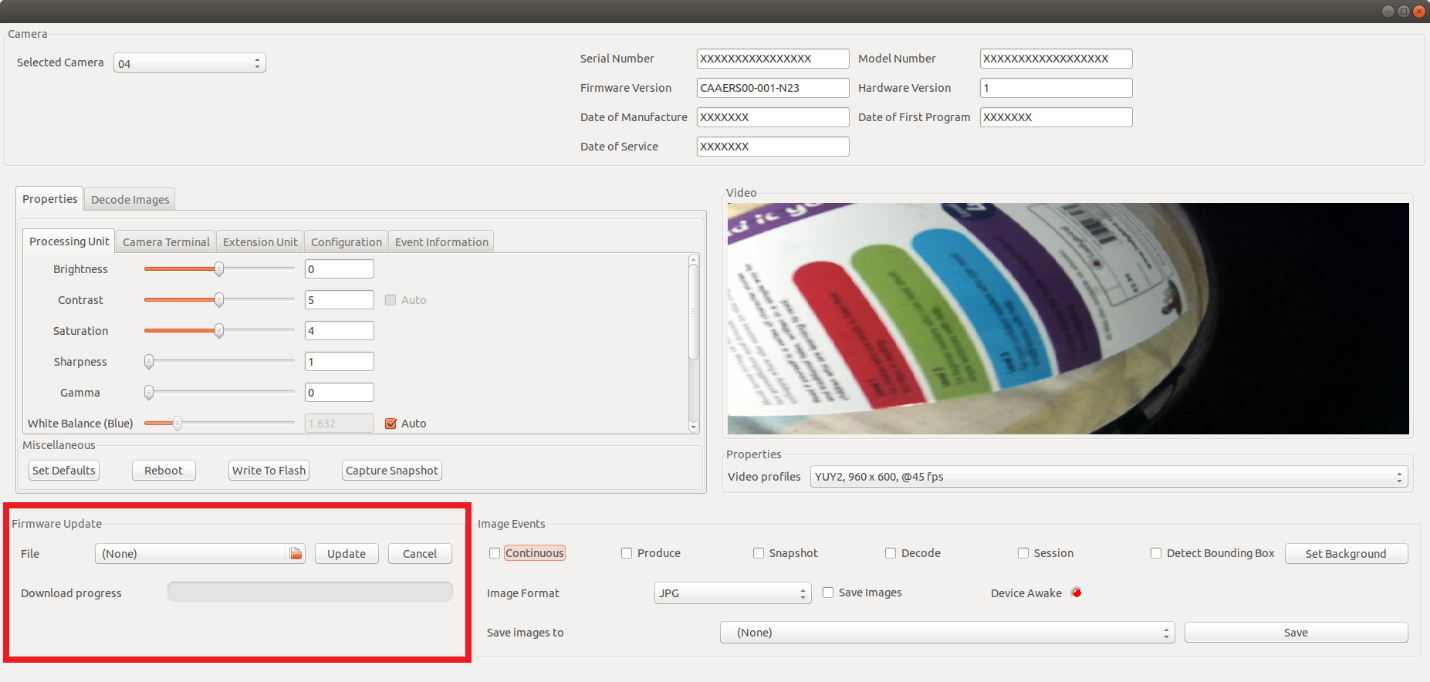 Camera
Selected Camera 04
Serial Number XXXXXXXXXXXXXXXX Model Number XXXXXXXXXXXXXXXXXX
Firmware Version CAAERS00-001-N23 Hardware Version 1
Date of Manufacture XXXXXXX Date of First Program XXXXXXX
Date of Service XXXXXXX
Properties Decode Images
Processing Unit Camera Terminal Extension Unit Configuration Event Information
Brightness 0
Contrast 5 Auto
Saturation 4
Sharpness 1
Gamma 0
White Balance (Blue) 1.632 Auto
Miscellaneous
Set Defaults Reboot Write To Flash Capture Snapshot
Video
Properties
Video profiles YUY2, 960 x 600, @45 fps
Firmware Update
File (None) Update Cancel
Download progress
Image Events
Continuous Produce Snapshot Decode Session Detect Bounding Box Set Background
Image Format JPG Save Images Device Awake
Save images to (None) Save